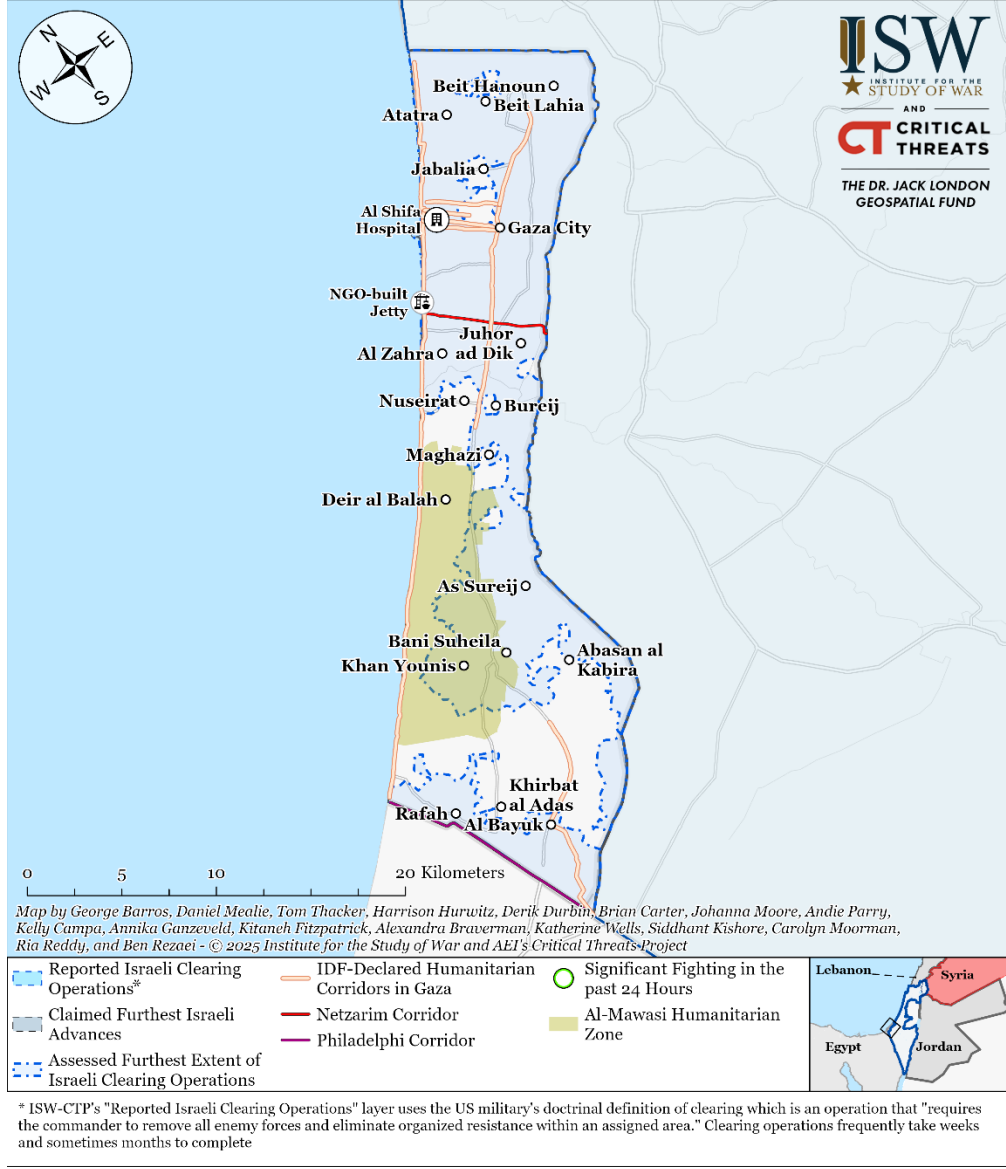 N
E
W
S
ISW
INSTITUTE FOR THE
STUDY OF WAR
AND
CT CRITICAL
THREATS
THE DR. JACK LONDON
GEOSPATIAL FUND
Beit Hanoun
Beit Lahia
Atatra
Jabalia
Al Shifa
Hospital
Gaza City
NGO-built
Jetty
Juhor
ad Dik
Al Zahra
Nuseirat
Bureij
Maghazi
Deir al Balah
As Sureij
Bani Suheila
Abasan al
Kabira
Khan Younis
Khirbat
al Adas
Rafah
Al Bayuk
0 5 10 20 Kilometers
Map by George Barros, Daniel Mealie, Tom Thacker, Harrison Hurwitz, Derik Durbin, Brian Carter, Johanna Moore, Andie Parry,
Kelly Campa, Annika Ganzeveld, Kitaneh Fitzpatrick, Alexandra Braverman, Katherine Wells, Siddhant Kishore, Carolyn Moorman,
Ria Reddy, and Ben Rezaei - © 2025 Institute for the Study of War and AEI's Critical Threats Project
Reported Israeli Clearing
Operations*
Claimed Furthest Israeli
Advances
Assessed Furthest Extent of
Israeli Clearing Operations
IDF-Declared Humanitarian
Corridors in Gaza
Netzarim Corridor
Philadelphi Corridor
Significant Fighting in the
past 24 Hours
Al-Mawasi Humanitarian
Zone
Lebanon
Syria
Egypt
Jordan
* ISW-CTP's "Reported Israeli Clearing Operations" layer uses the US military's doctrinal definition of clearing which is an operation that "requires
the commander to remove all enemy forces and eliminate organized resistance within an assigned area." Clearing operations frequently take weeks
and sometimes months to complete